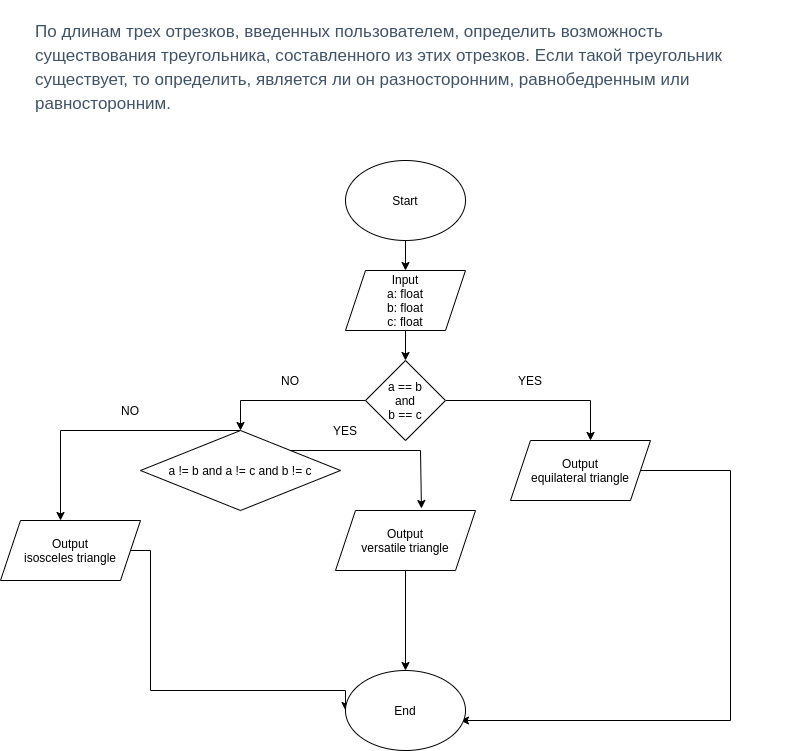 По длинам трех отрезков, введенных пользователем, определить возможность
существования треугольника, составленного из этих отрезков. Если такой треугольник
существует, то определить, является ли он разносторонним, равнобедренным или
равносторонним.
Start
Input
a: float
b: float
c: float
NO
a == b
and
b == c
YES
NO
YES
a != b and a != c and b != c
Output
equilateral triangle
Output
isosceles triangle
Output
versatile triangle
End